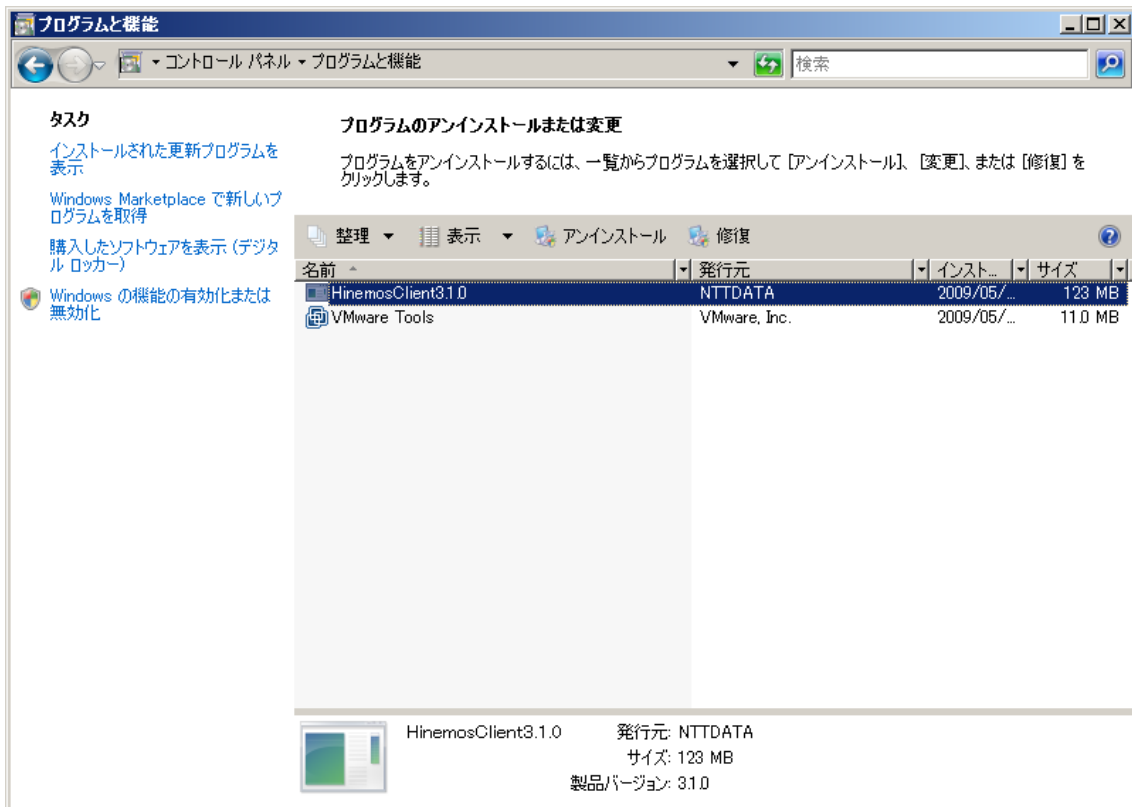 プログラムと機能
コントロール パネル ▾ プログラムと機能
検索
タスク
インストールされた更新プログラムを
表示
Windows Marketplace で新しいプ
ログラムを取得
購入したソフトウェアを表示 (デジタ
ル ロッカー)
Windows の機能の有効化または
無効化
プログラムのアンインストールまたは変更
プログラムをアンインストールするには、一覧からプログラムを選択して [アンインストール]、[変更]、または [修復] を
クリックします。
整理 表示 アンインストール 修復
名前 発行元 インスト... サイズ
HinemosClient3.1.0 NTTDATA 2009/05/... 123 MB
VMware Tools VMware, Inc. 2009/05/... 11.0 MB
HinemosClient3.1.0 発行元: NTTDATA
サイズ: 123 MB
製品バージョン: 3.1.0